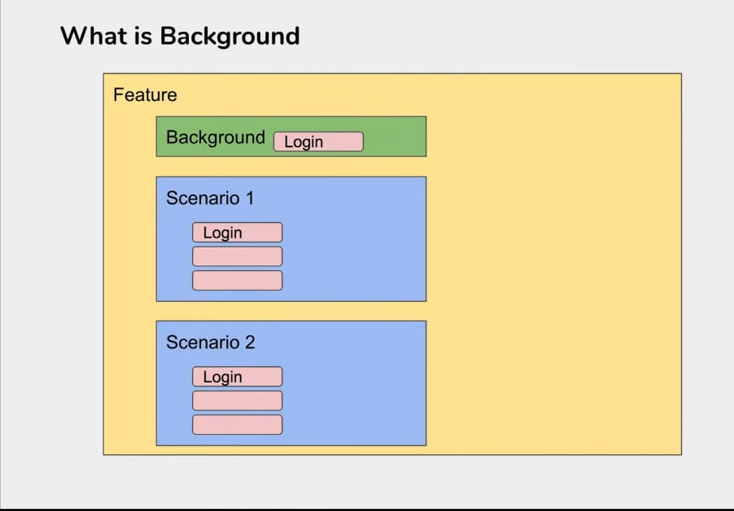 What is Background
Feature
Background Login
Scenario 1
Login
Scenario 2
Login